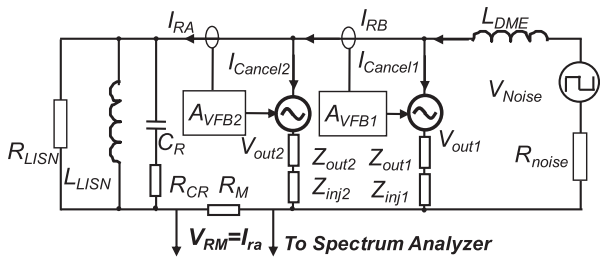 I_RA
I_RB
L_DME
I_Cancel2
I_Cancel1
V_Noise
A_VFB2
A_VFB1
C_R
V_out2
V_out1
R_LISN
Z_out2
Z_out1
R_noise
L_LISN
R_CR
R_M
Z_inj2
Z_inj1
V_RM=I_ra
To Spectrum Analyzer